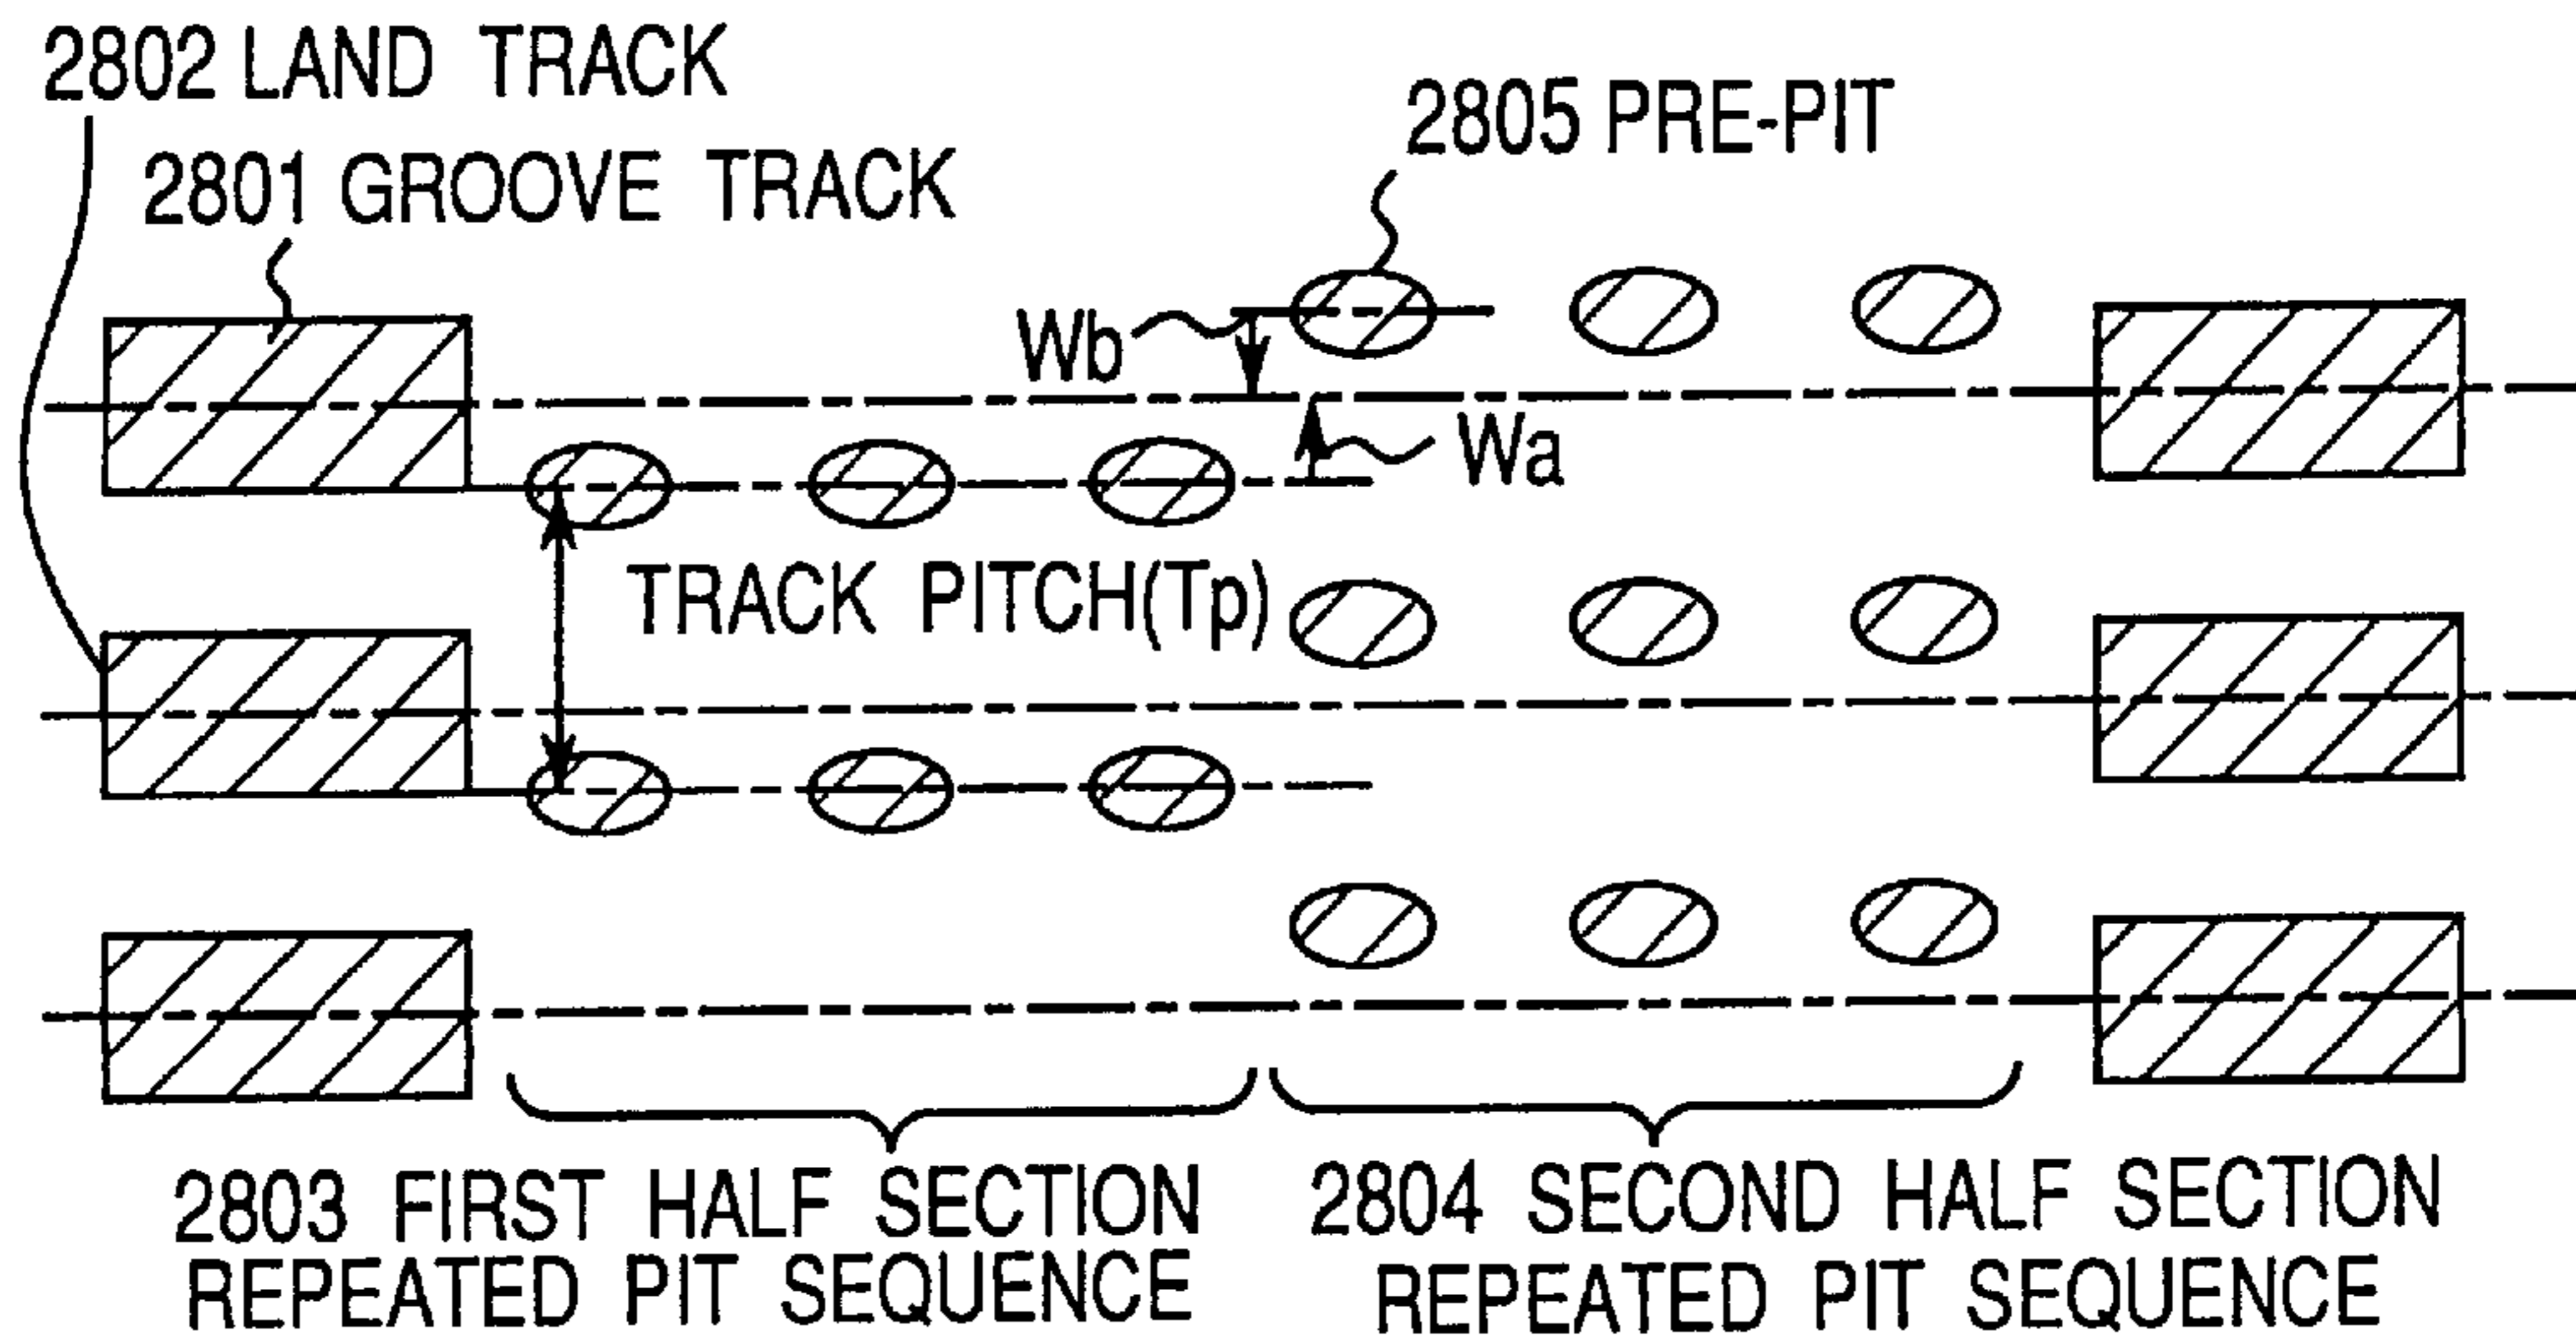 2802 LAND TRACK
2801 GROOVE TRACK
2805 PRE-PIT
Wb
Wa
TRACK PITCH(Tp)
2803 FIRST HALF SECTION
REPEATED PIT SEQUENCE
2804 SECOND HALF SECTION
REPEATED PIT SEQUENCE